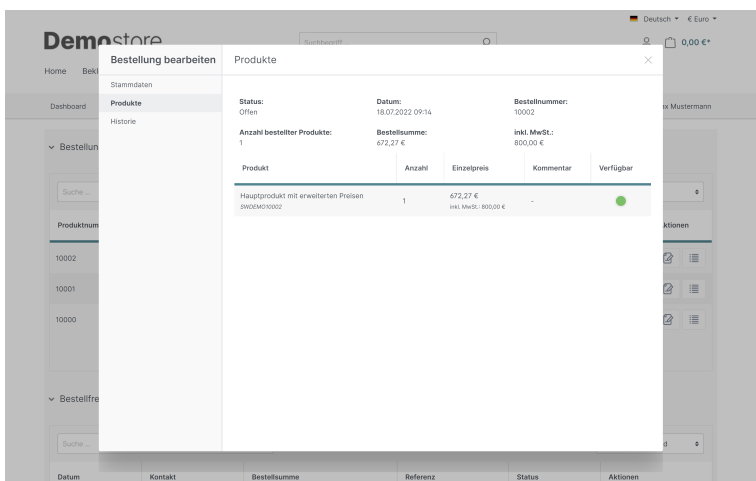 Deutsch € Euro
Demostore
Suchbegriff ...
0,00 €*
Home Bekl
Bestellung bearbeiten
Stammdaten
Produkte
Historie
Produkte
Dashboard
ex Mustermann
Status:
Offen
Datum:
18.07.2022 09:14
Bestellnummer:
10002
Anzahl bestellter Produkte:
1
Bestellsumme:
672,27 €
inkl. MwSt.:
800,00 €
Produkt Anzahl Einzelpreis Kommentar Verfügbar
Hauptprodukt mit erweiterten Preisen
SWDEMO10002
1
672,27 €
inkl. MwSt.: 800,00 €
-
Bestellun
Suche ...
Produktnum
ktionen
10002
10001
10000
Bestellfre
Suche ...
d
Datum Kontakt Bestellsumme Referenz Status Aktionen